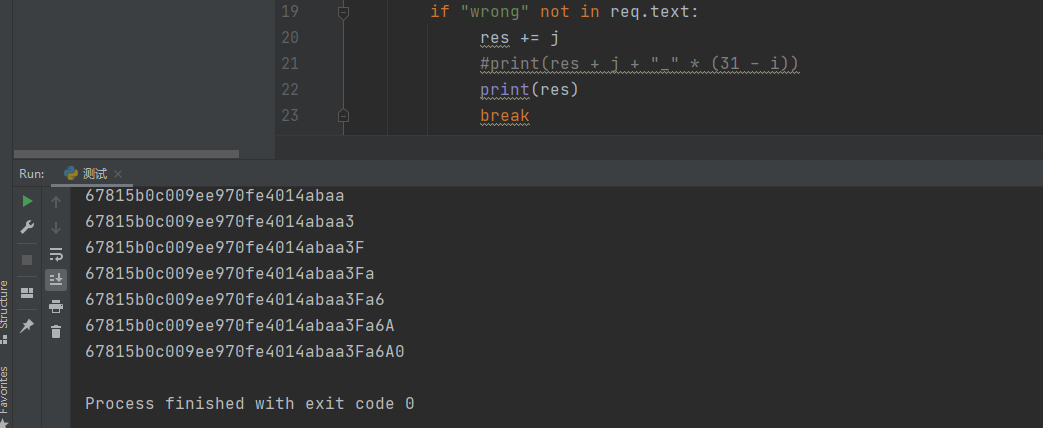 19 if "wrong" not in req.text:
20 res += j
21 #print(res + j + "_" * (31 - i))
22 print(res)
23 break
Run: 测试
67815b0c009ee970fe4014abaa
67815b0c009ee970fe4014abaa3
67815b0c009ee970fe4014abaa3F
67815b0c009ee970fe4014abaa3Fa
67815b0c009ee970fe4014abaa3Fa6
67815b0c009ee970fe4014abaa3Fa6A
67815b0c009ee970fe4014abaa3Fa6A0
Process finished with exit code 0
Structure
Favorites